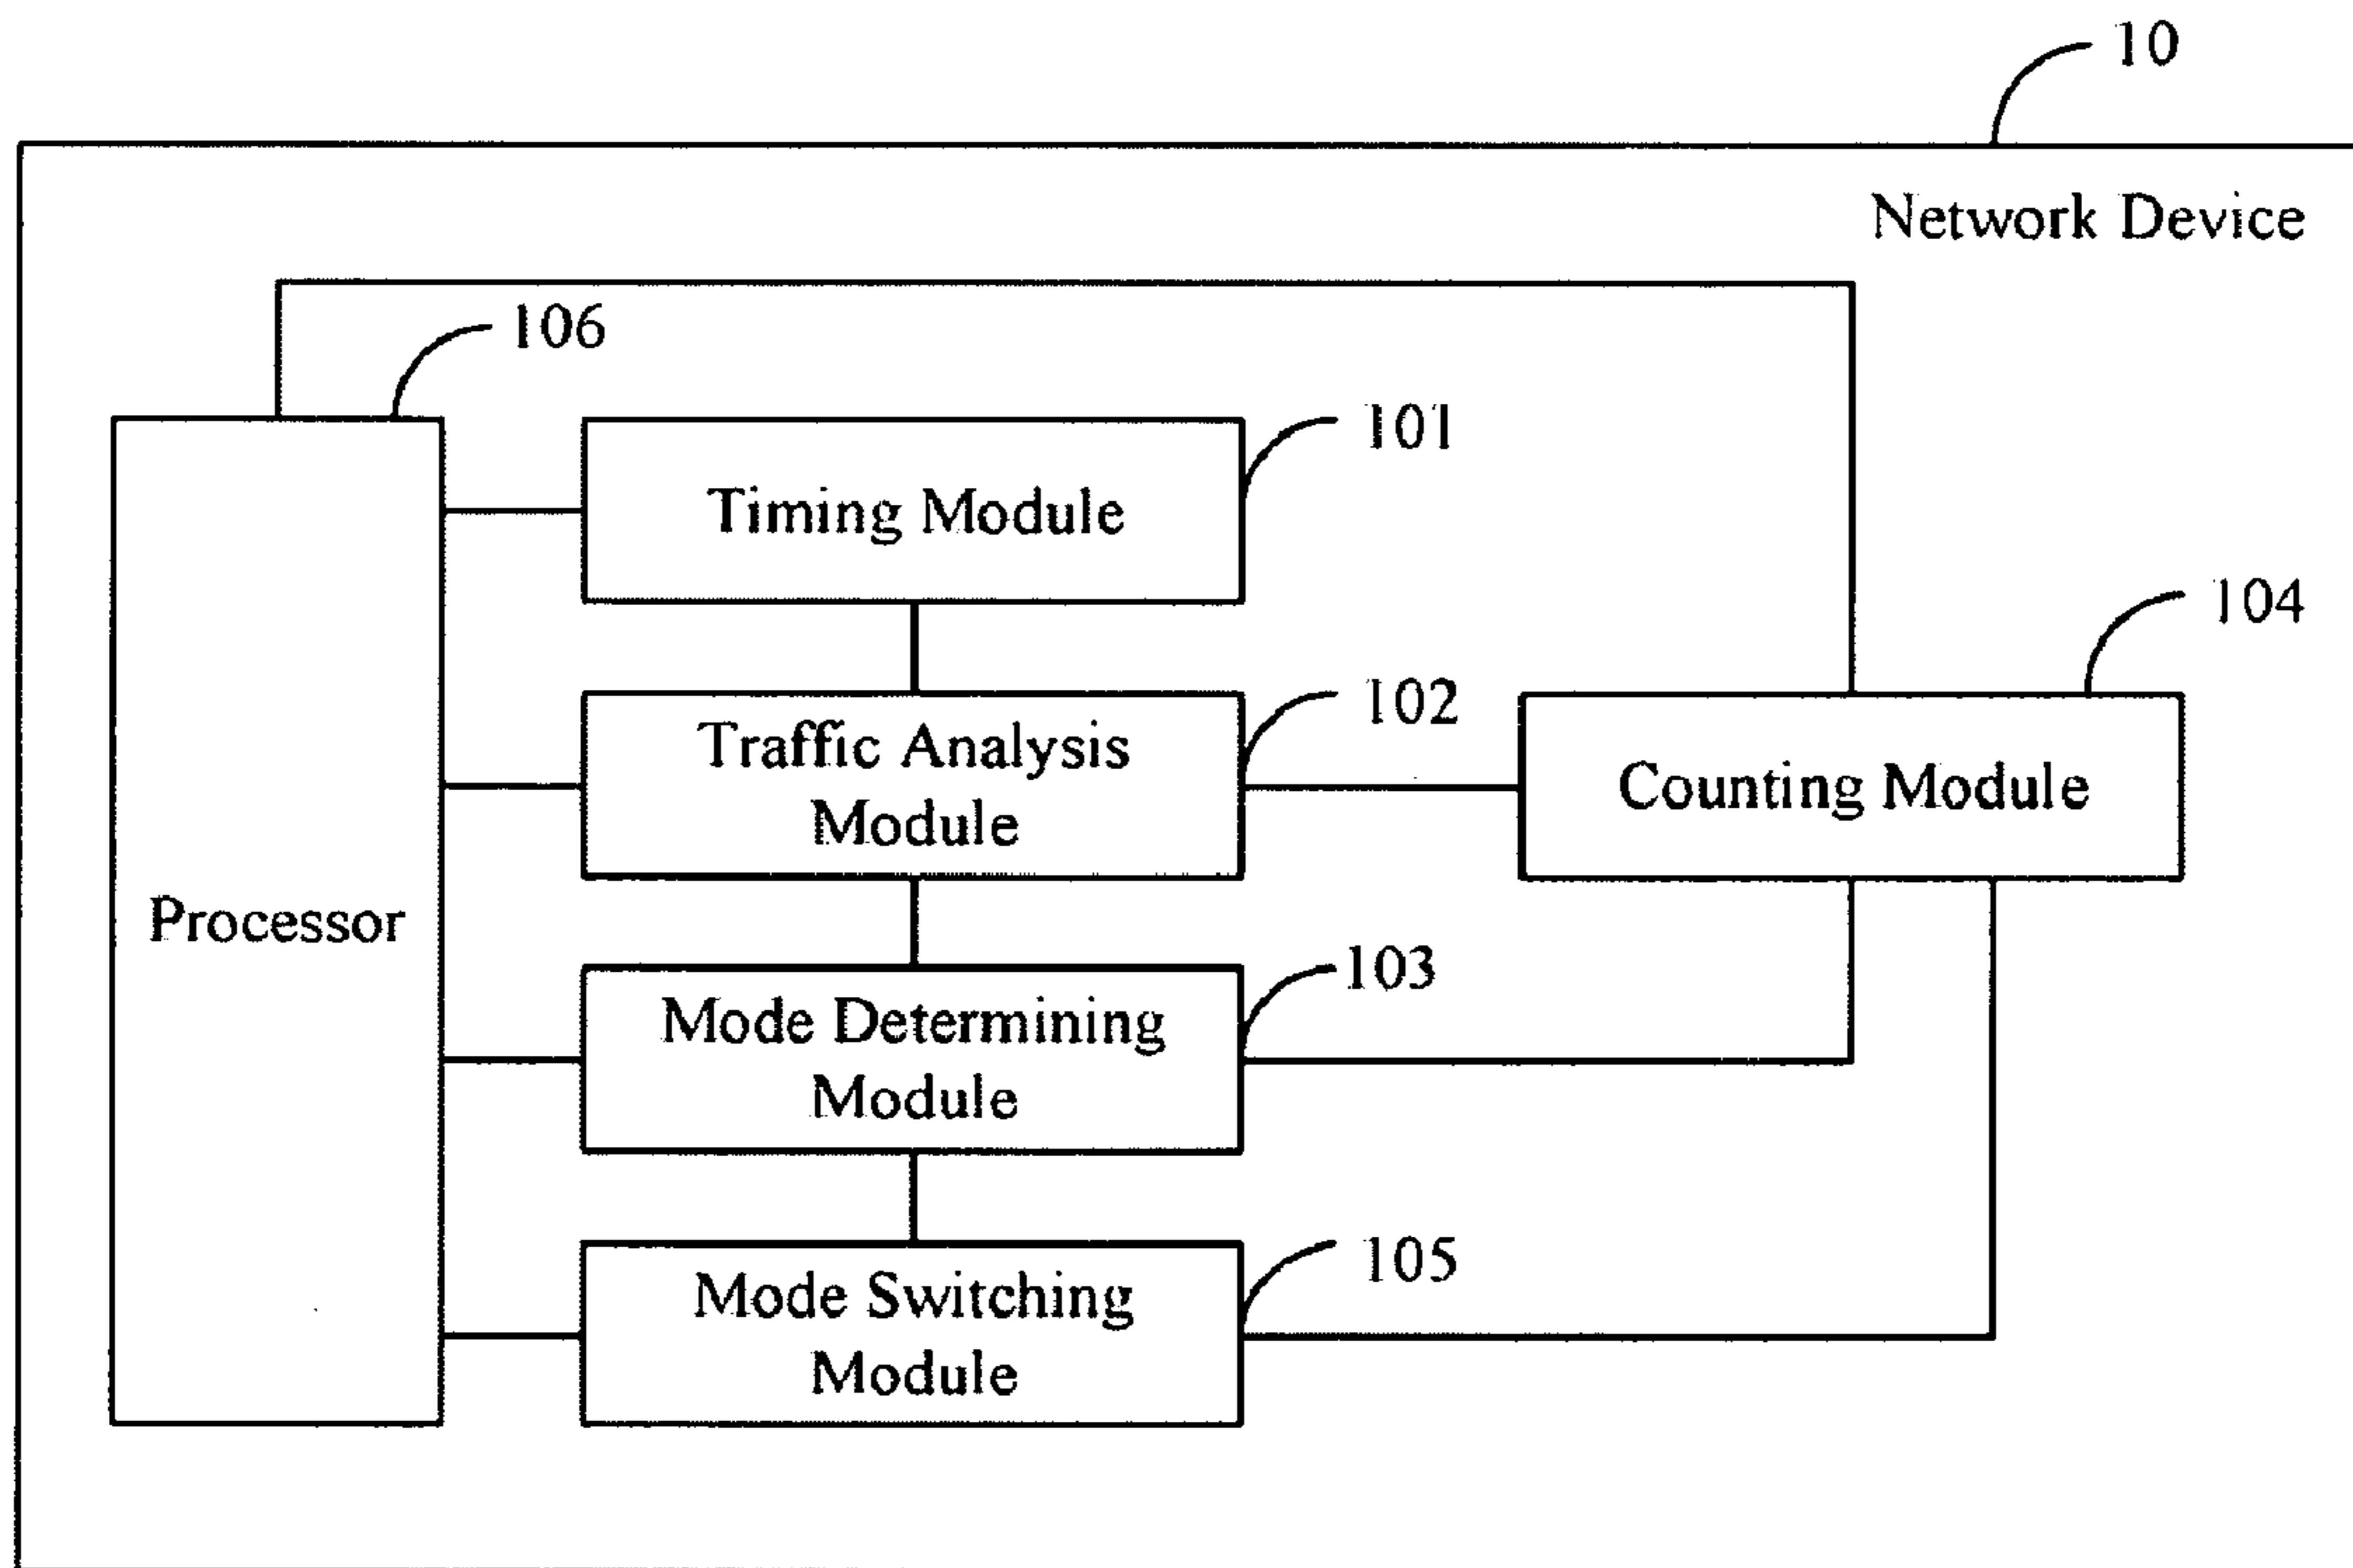 10
Network Device
106
101
Timing Module
104
102
Traffic Analysis
Module
Counting Module
Processor
103
Mode Determining
Module
105
Mode Switching
Module